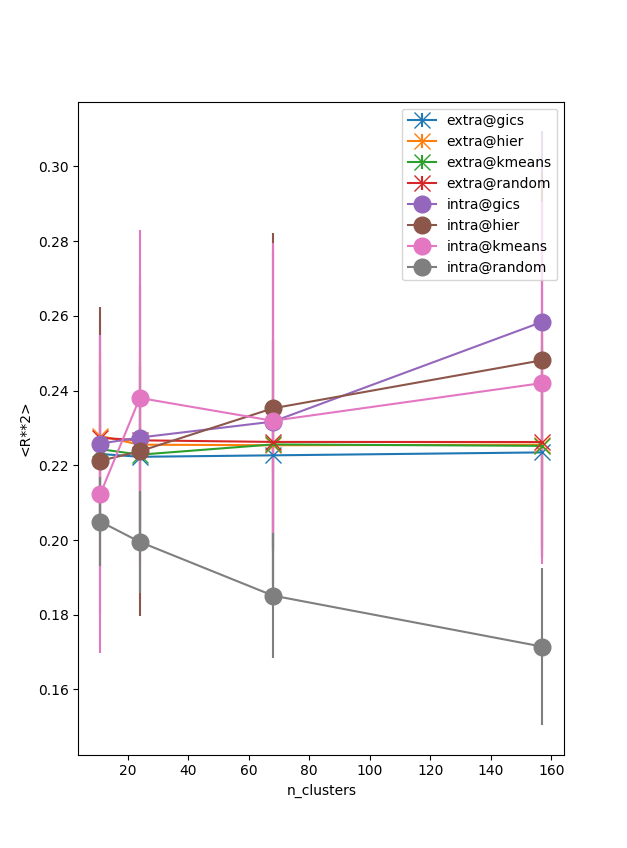 extra@gics
extra@hier
extra@kmeans
extra@random
intra@gics
intra@hier
intra@kmeans
intra@random
0.30
0.28
0.26
0.24
0.22
0.20
0.18
0.16
<R**2>
20 40 60 80 100 120 140 160
n_clusters